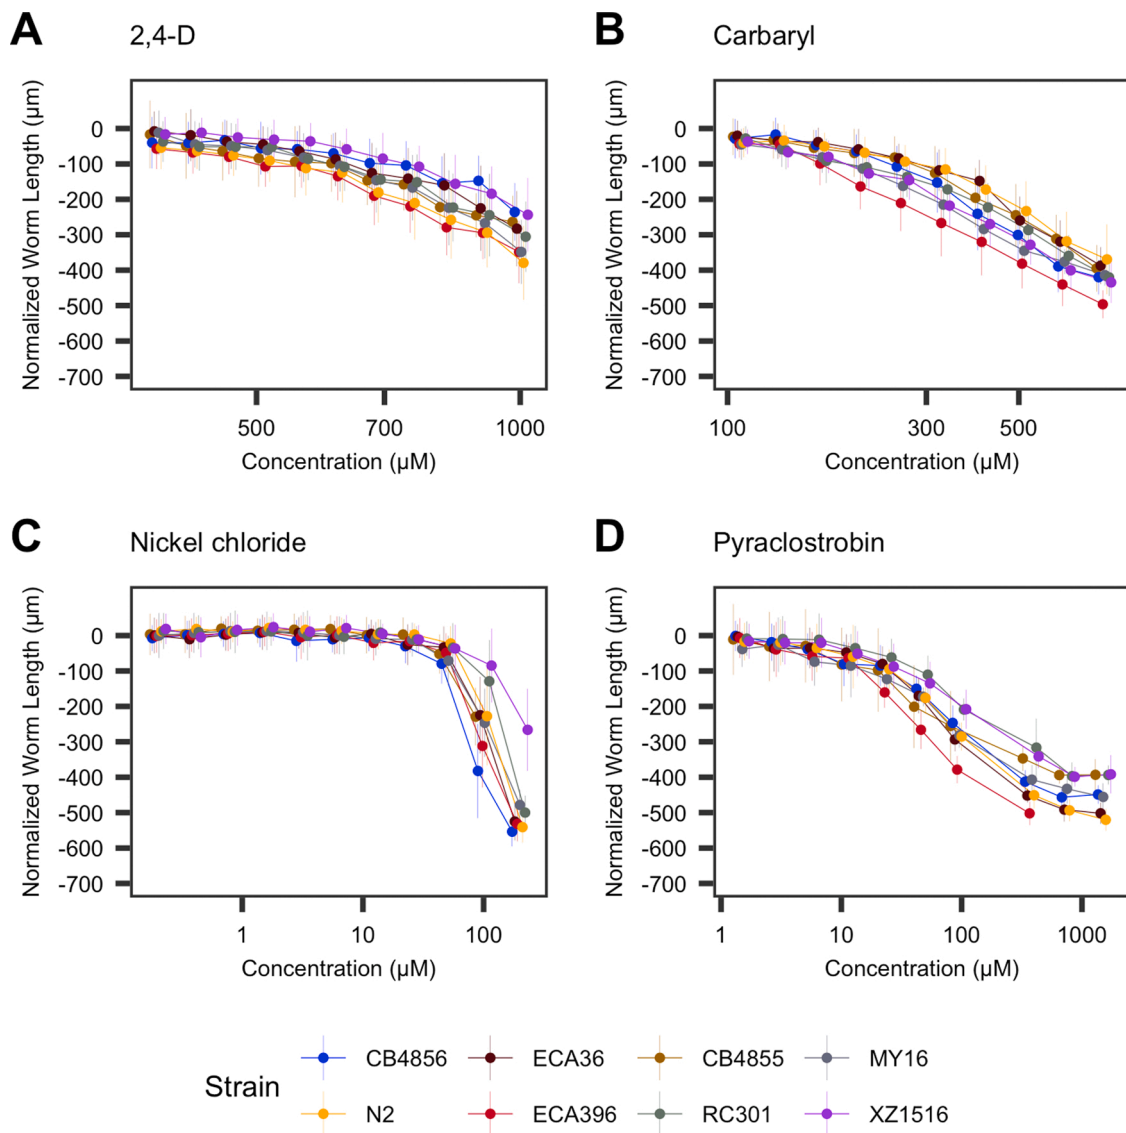 A
2,4-D
Normalized Worm Length (µm)
0
-100
-200
-300
-400
-500
-600
-700
500
700
1000
Concentration (µM)
B
Carbaryl
Normalized Worm Length (µm)
0
-100
-200
-300
-400
-500
-600
-700
100
300
500
Concentration (µM)
C
Nickel chloride
Normalized Worm Length (µm)
0
-100
-200
-300
-400
-500
-600
-700
1
10
100
Concentration (µM)
D
Pyraclostrobin
Normalized Worm Length (µm)
0
-100
-200
-300
-400
-500
-600
-700
1
10
100
1000
Concentration (µM)
Strain
CB4856
ECA36
CB4855
MY16
N2
ECA396
RC301
XZ1516